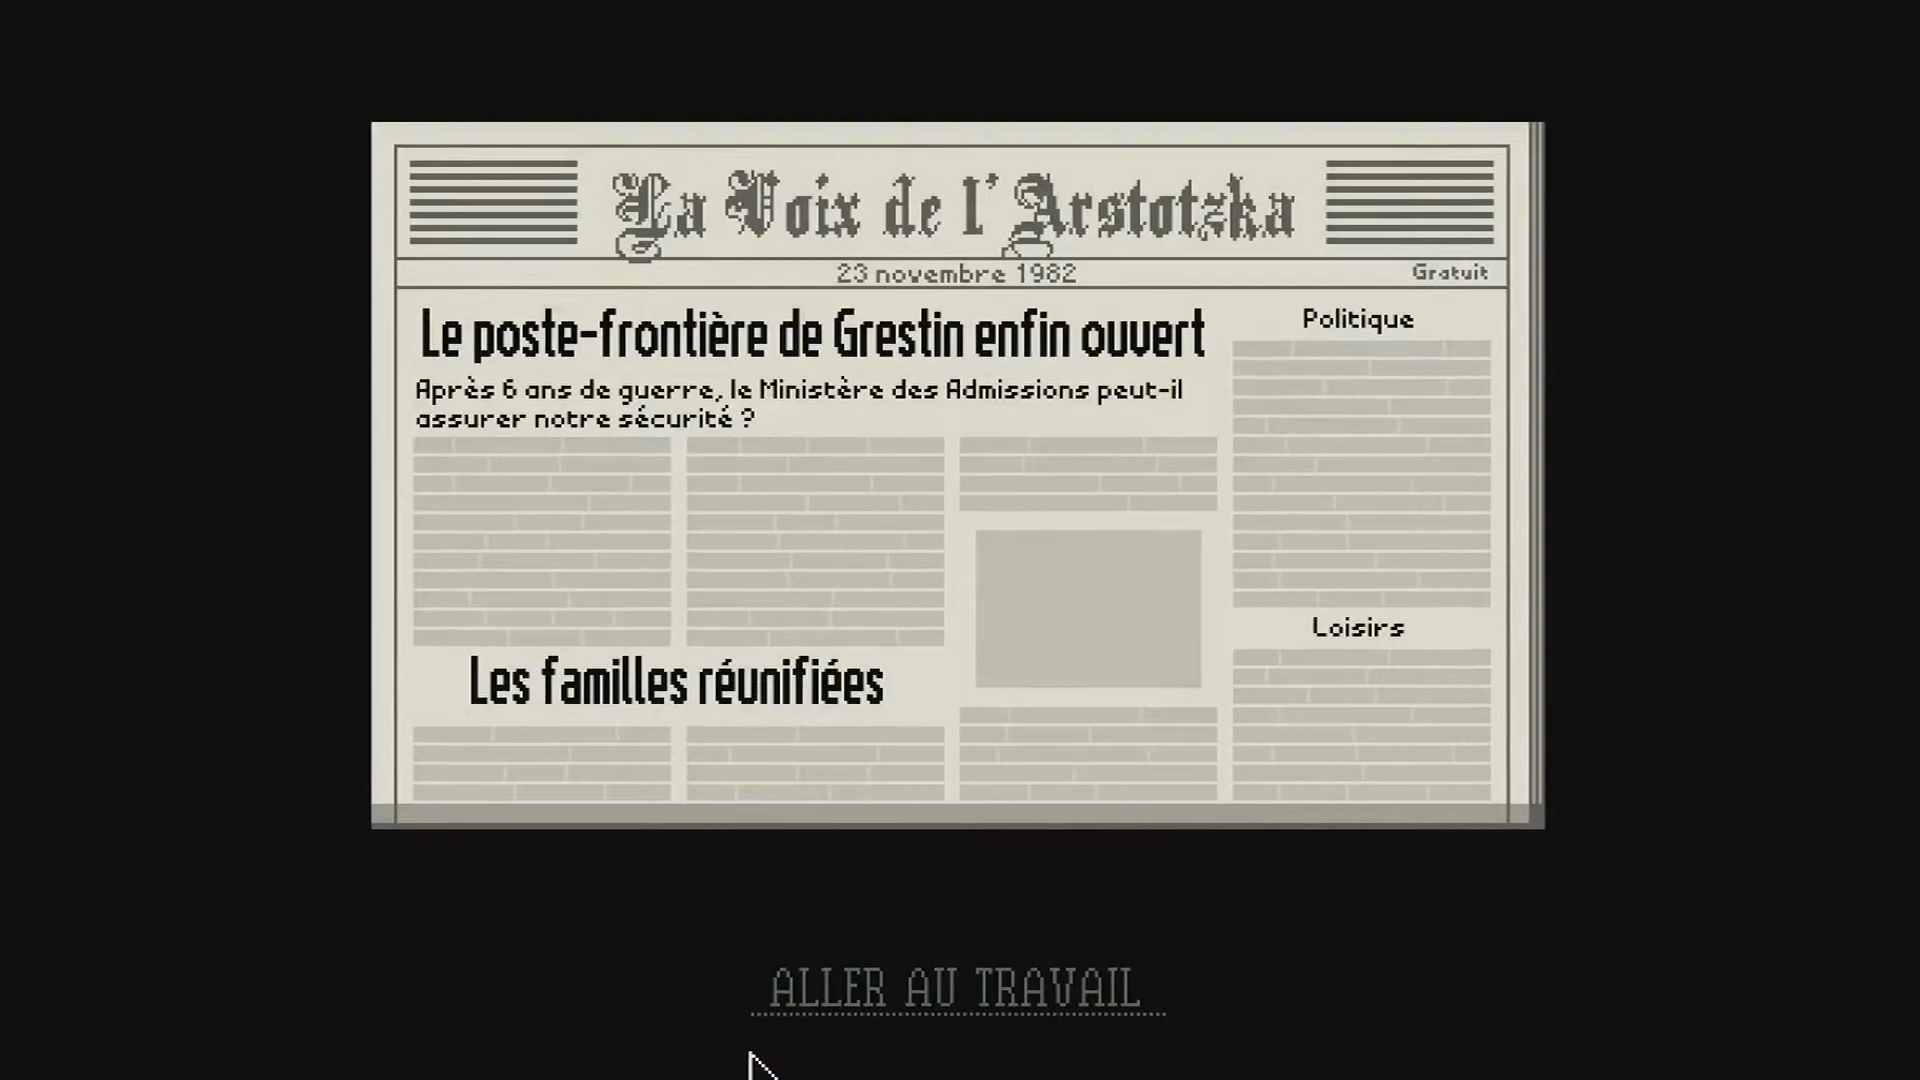 La Voix de l'Arstotzka
23 novembre 1982
Gratuit
Le poste-frontière de Grestin enfin ouvert
Après 6 ans de guerre, le Ministère des Admissions peut-il
assurer notre sécurité ?
Les familles réunifiées
Politique
Loisirs
ALLER AU TRAVAIL